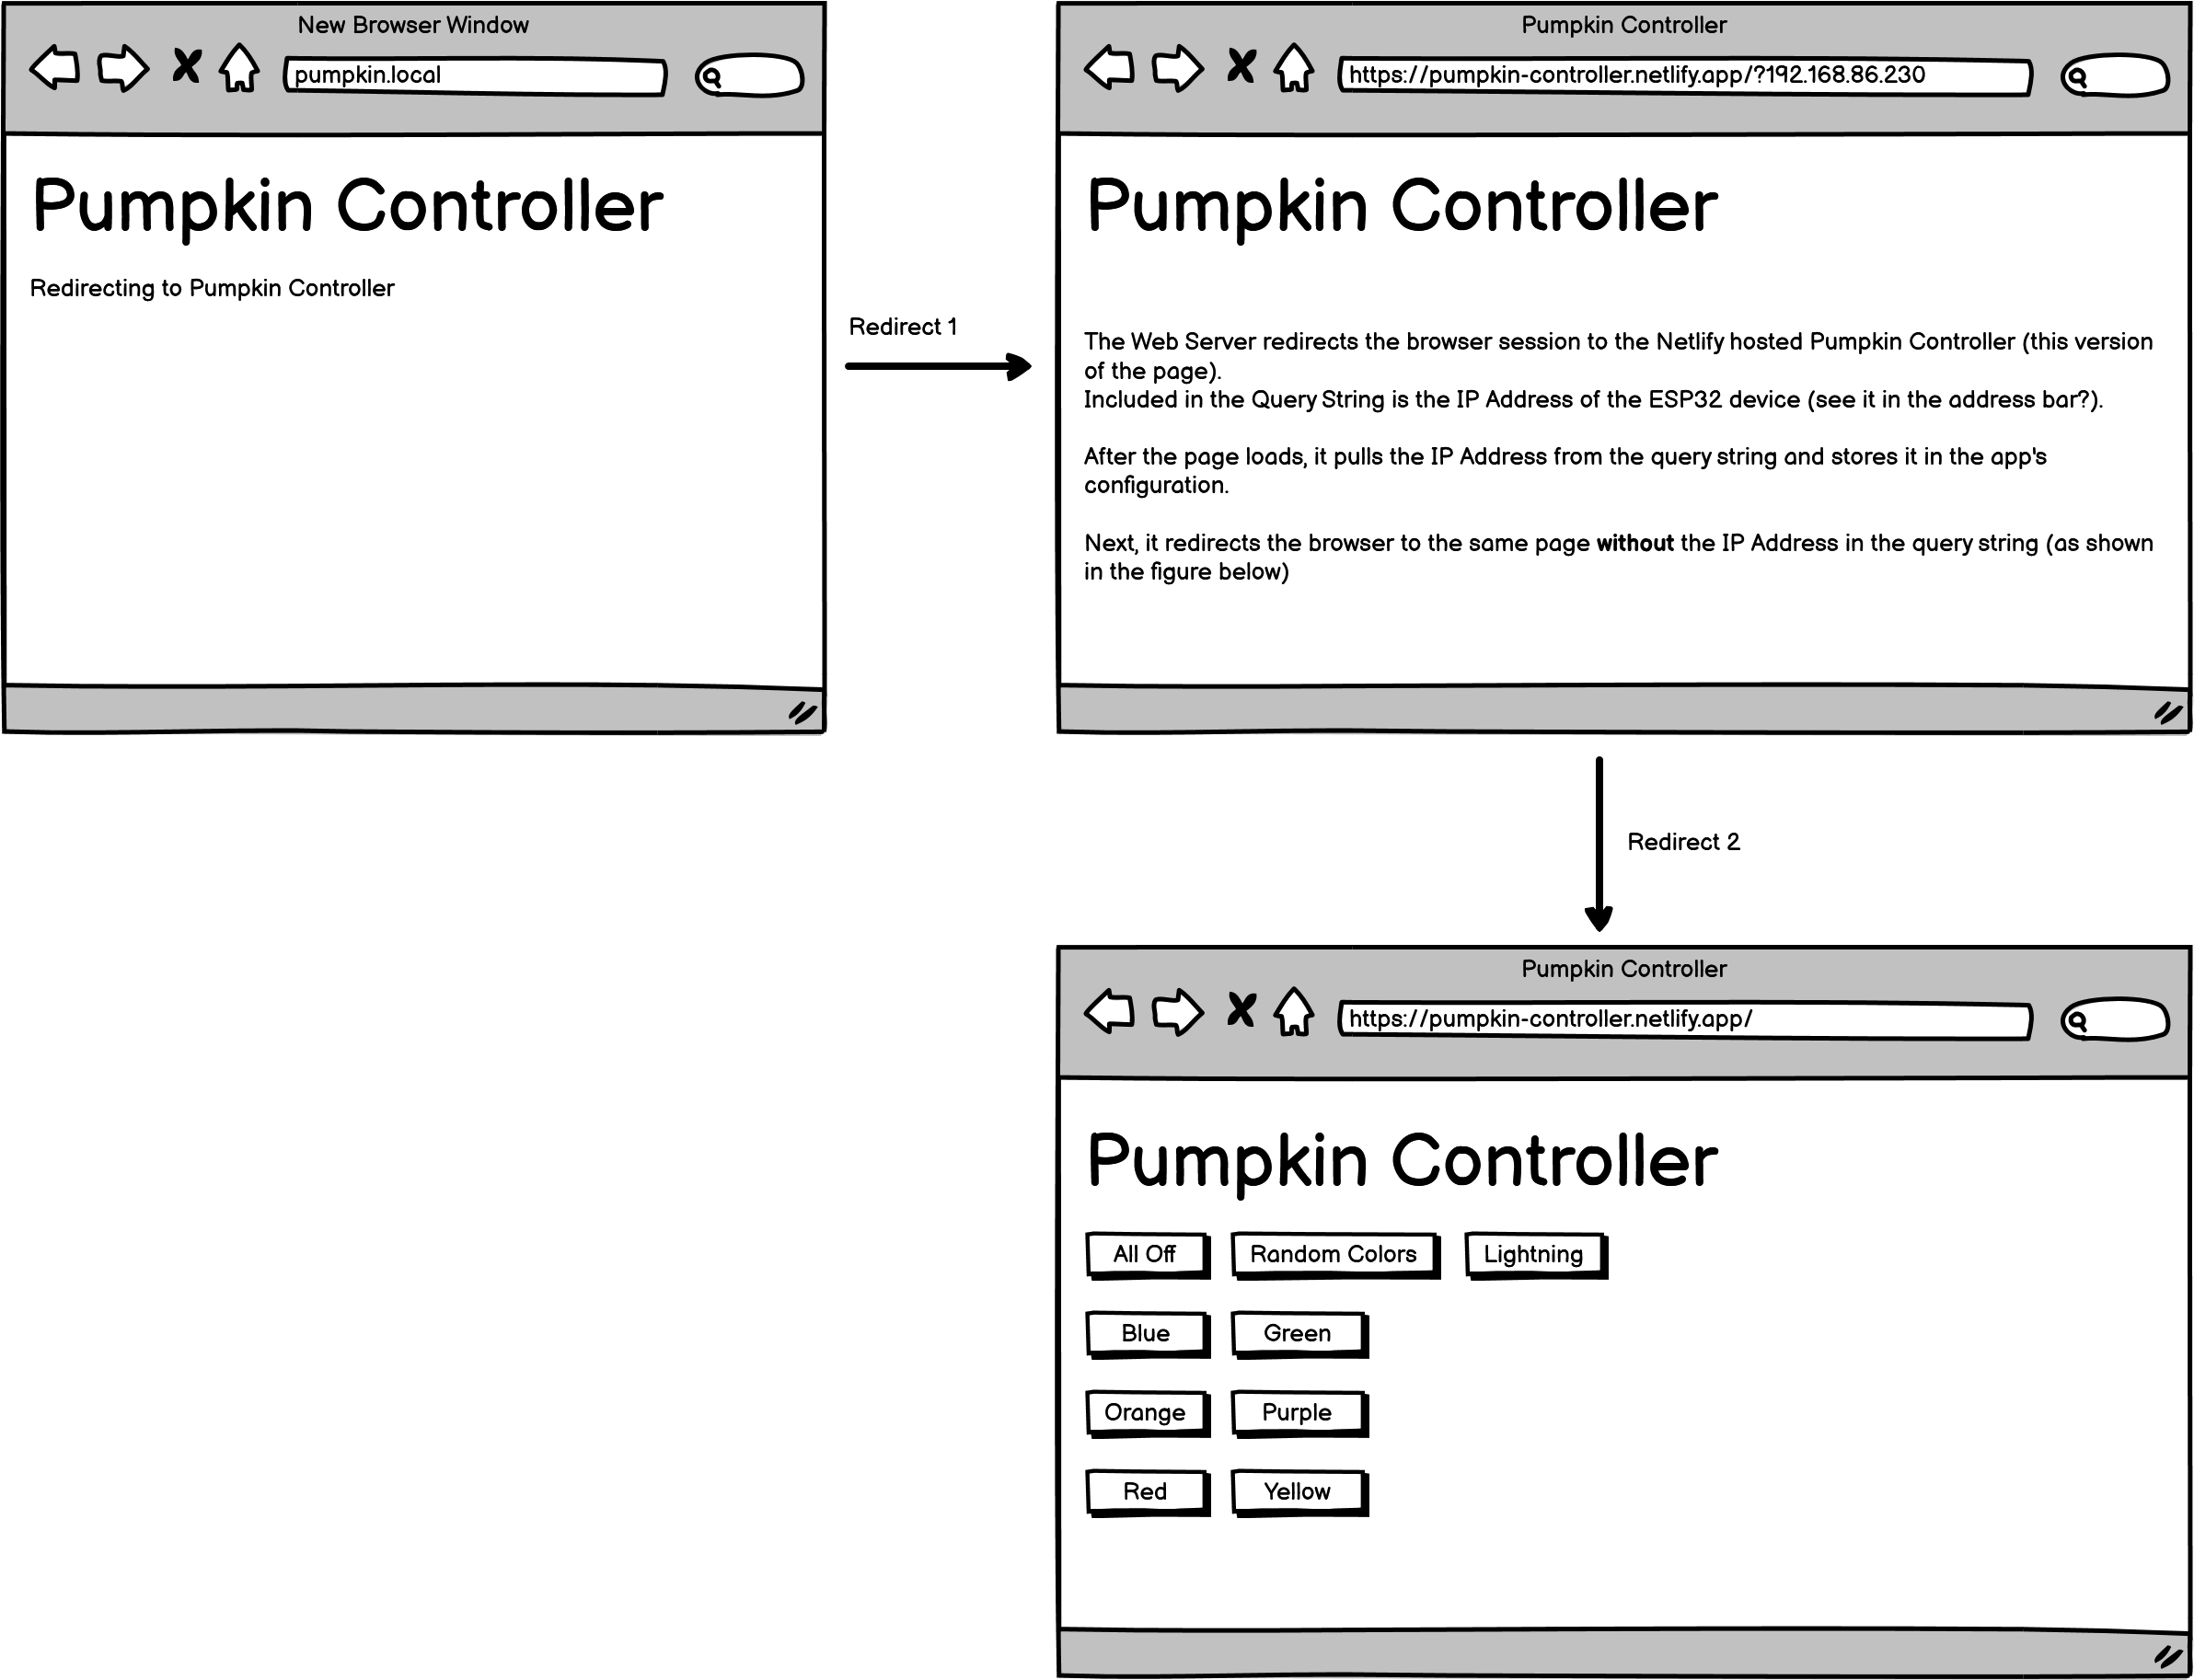 New Browser Window
pumpkin.local
Pumpkin Controller
Redirecting to Pumpkin Controller
Redirect 1
Pumpkin Controller
https://pumpkin-controller.netlify.app/?192.168.86.230
Pumpkin Controller
The Web Server redirects the browser session to the Netlify hosted Pumpkin Controller (this version
of the page).
Included in the Query String is the IP Address of the ESP32 device (see it in the address bar?).
After the page loads, it pulls the IP Address from the query string and stores it in the app's
configuration.
Next, it redirects the browser to the same page without the IP Address in the query string (as shown
in the figure below)
Redirect 2
Pumpkin Controller
https://pumpkin-controller.netlify.app/
Pumpkin Controller
All Off Random Colors Lightning
Blue Green
Orange Purple
Red Yellow